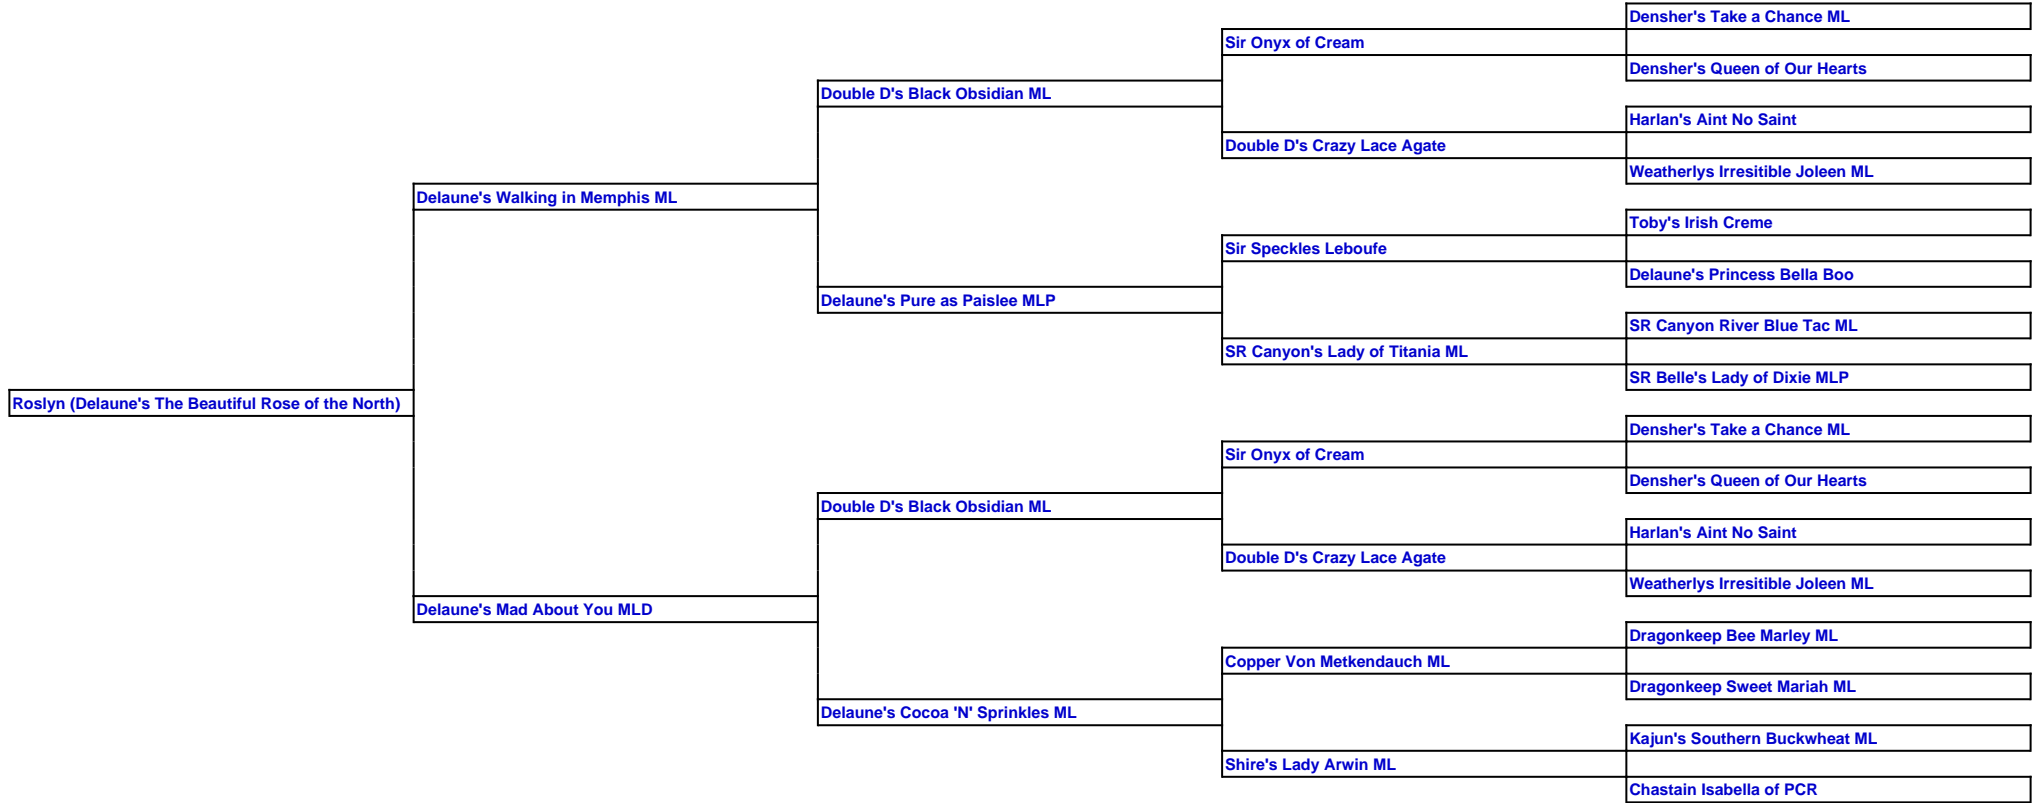 Densher's Take a Chance ML
Sir Onyx of Cream
Densher's Queen of Our Hearts
Double D's Black Obsidian ML
Harlan's Aint No Saint
Double D's Crazy Lace Agate
Weatherlys Irresitible Joleen ML
Delaune's Walking in Memphis ML
Toby's Irish Creme
Sir Speckles Leboufe
Delaune's Princess Bella Boo
Delaune's Pure as Paislee MLP
SR Canyon River Blue Tac ML
SR Canyon's Lady of Titania ML
SR Belle's Lady of Dixie MLP
Roslyn (Delaune's The Beautiful Rose of the North)
Densher's Take a Chance ML
Sir Onyx of Cream
Densher's Queen of Our Hearts
Double D's Black Obsidian ML
Harlan's Aint No Saint
Double D's Crazy Lace Agate
Weatherlys Irresitible Joleen ML
Delaune's Mad About You MLD
Dragonkeep Bee Marley ML
Copper Von Metkendauch ML
Dragonkeep Sweet Mariah ML
Delaune's Cocoa 'N' Sprinkles ML
Kajun's Southern Buckwheat ML
Shire's Lady Arwin ML
Chastain Isabella of PCR